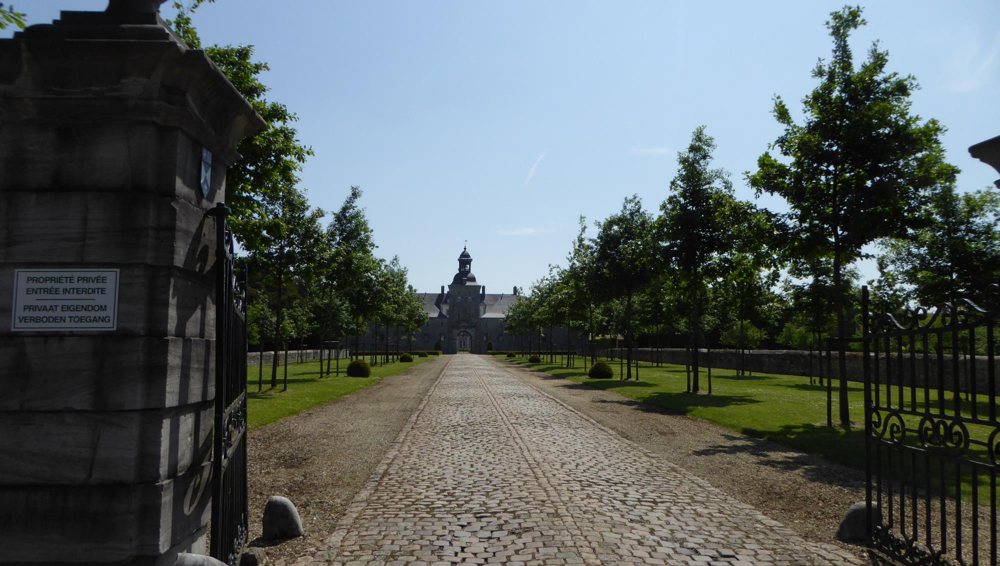 PROPRIÉTÉ PRIVÉE
ENTRÉE INTERDITE
PRIVAAT EIGENDOM
VERBODEN TOEGANG